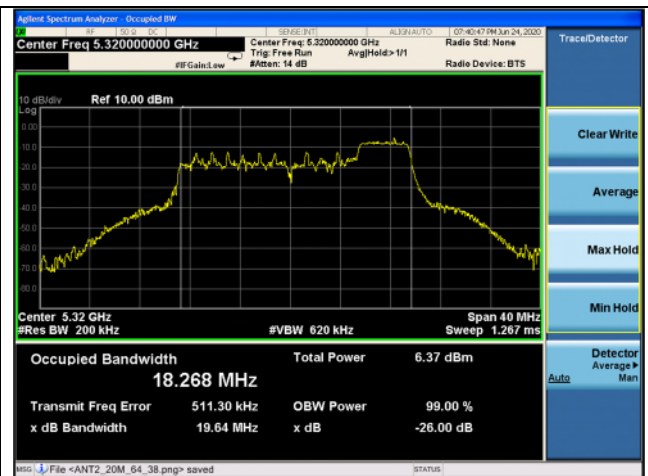 Agilent Spectrum Analyzer - Occupied BW
RF 50 Ω DC SENSE:INT ALIGN AUTO 07:40:47 PM Jun 24, 2020
Center Freq 5.320000000 GHz
Center Freq: 5.320000000 GHz
Radio Std: None
Trig: Free Run Avg|Hold:>1/1
#IFGain:Low #Atten: 14 dB Radio Device: BTS
Trace/Detector
10 dB/div Ref 10.00 dBm
Log
0.00
-10.0
-20.0
-30.0
-40.0
-50.0
-60.0
-70.0
-80.0
Clear Write
Average
Max Hold
Min Hold
Detector
Average
Auto Man
Center 5.32 GHz Span 40 MHz
#Res BW 200 kHz #VBW 620 kHz Sweep 1.267 ms
Occupied Bandwidth Total Power 6.37 dBm
18.268 MHz
Transmit Freq Error 511.30 kHz OBW Power 99.00 %
x dB Bandwidth 19.64 MHz x dB -26.00 dB
MSG File <ANT2_20M_64_38.png> saved STATUS